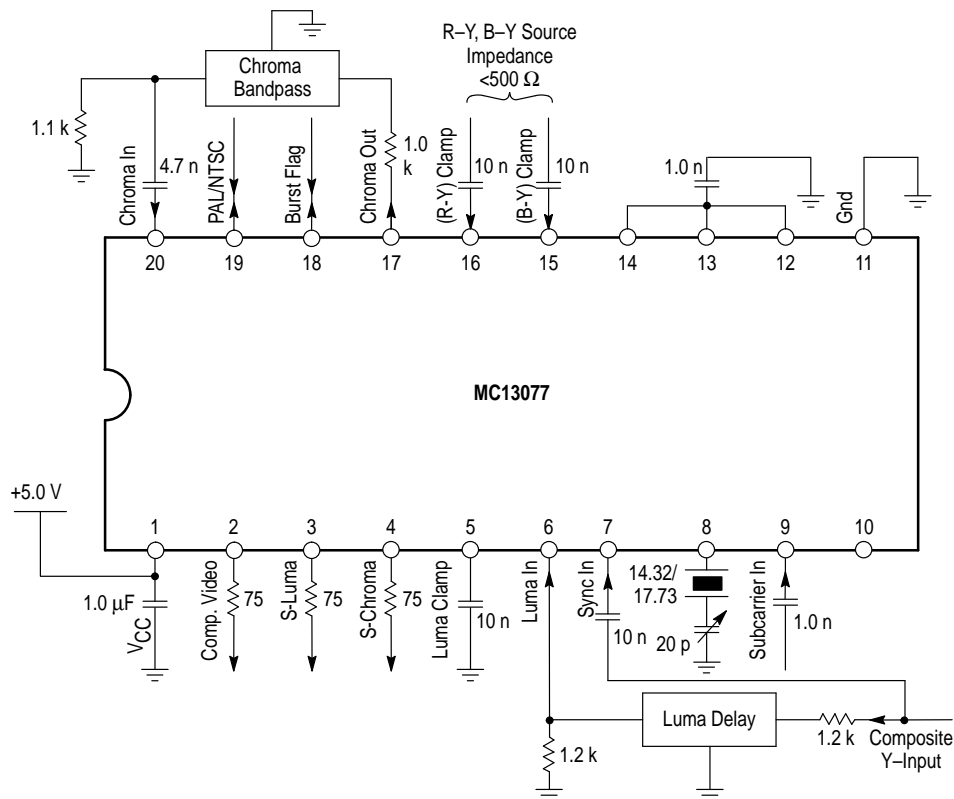 R–Y, B–Y Source
Impedance
<500 Ω
Chroma
Bandpass
1.1 k
Chroma In
4.7 n
PAL/NTSC
Burst Flag
Chroma Out
1.0
k
(R-Y) Clamp
10 n
(B-Y) Clamp
10 n
1.0 n
Gnd
20
19
18
17
16
15
14
13
12
11
MC13077
+5.0 V
1
2
3
4
5
6
7
8
9
10
1.0 µF
VCC
Comp. Video
75
S-Luma
75
S-Chroma
75
Luma Clamp
10 n
Luma In
Sync In
10 n
14.32/
17.73
20 p
Subcarrier In
1.0 n
1.2 k
Luma Delay
1.2 k
Composite
Y–Input